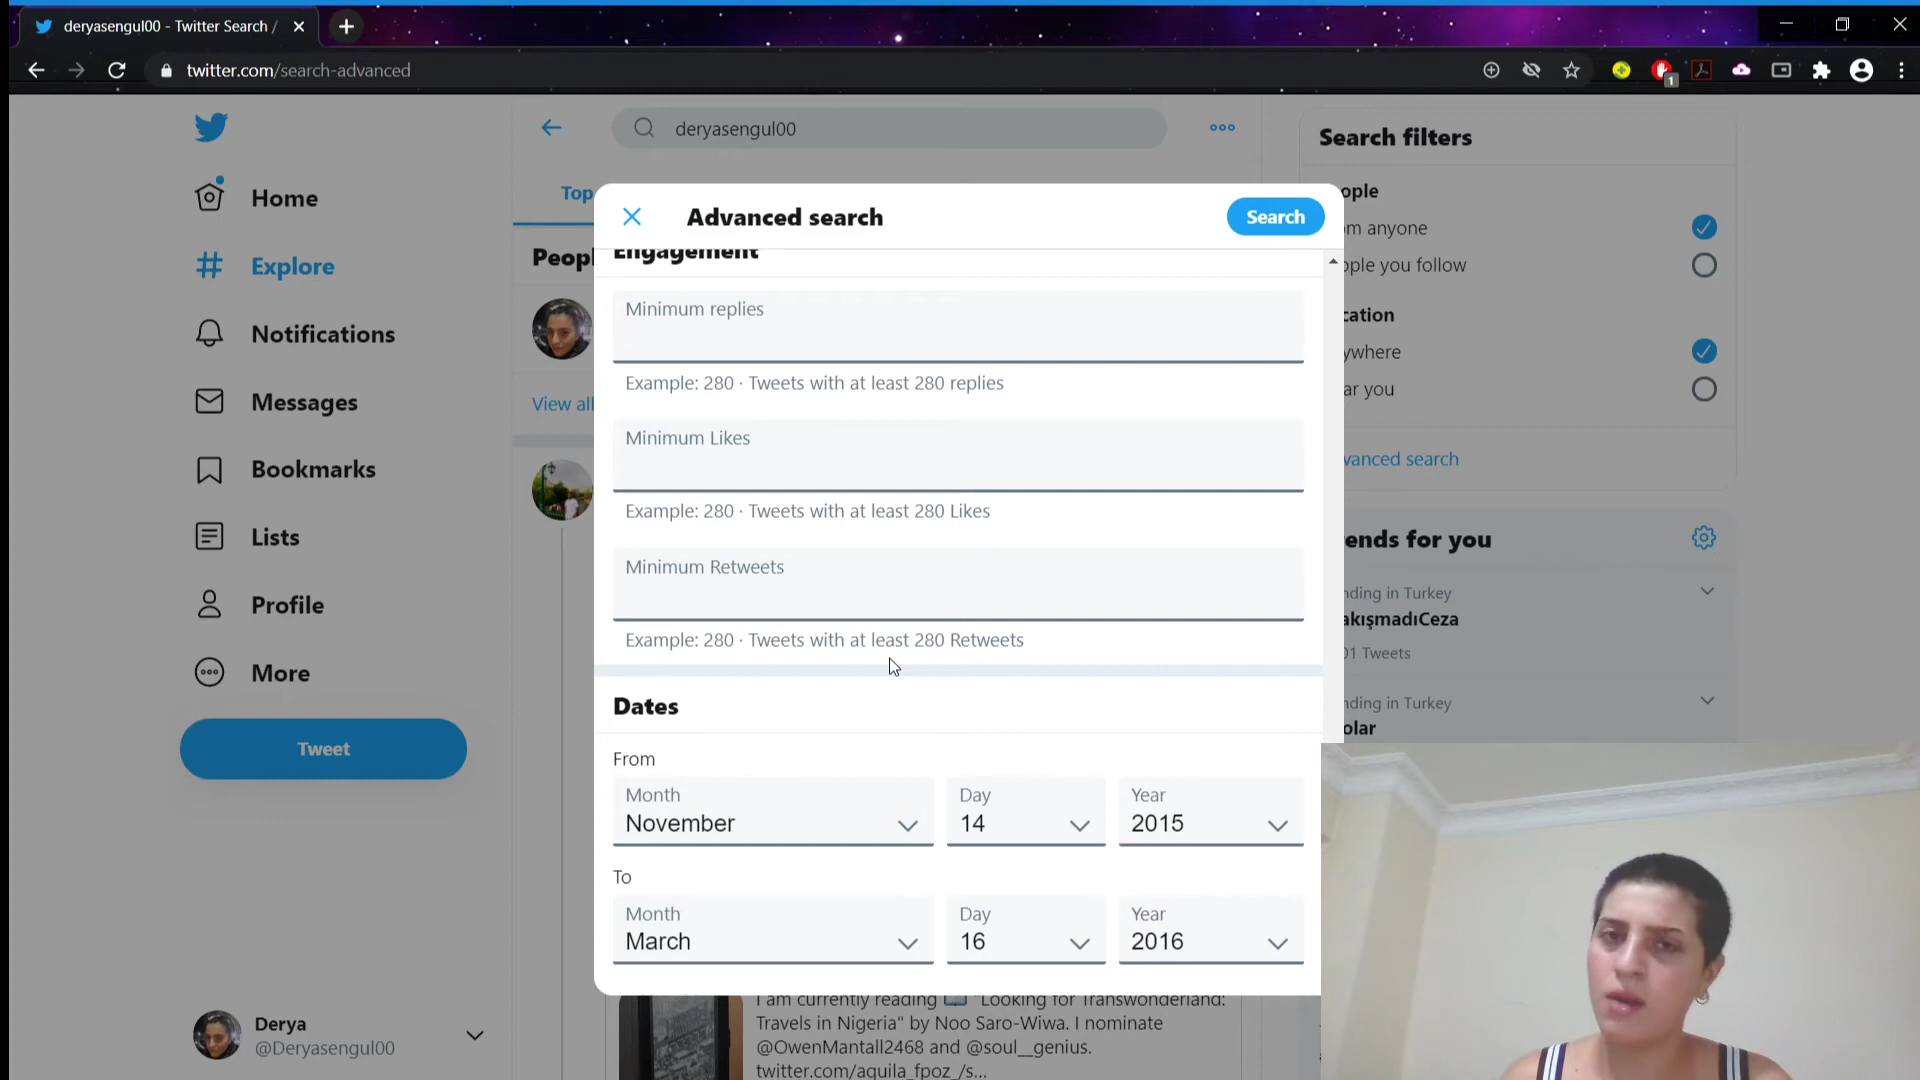 deryasengul00 - Twitter Search /
twitter.com/search-advanced
1
deryasengul00
Search filters
Home
Explore
Notifications
Messages
Bookmarks
Lists
Profile
More
Tweet
Derya
@Deryasengul00
Top
Peopl
View all
Advanced search
Search
Engagement
Minimum replies
Example: 280 · Tweets with at least 280 replies
Minimum Likes
Example: 280 · Tweets with at least 280 Likes
Minimum Retweets
Example: 280 · Tweets with at least 280 Retweets
Dates
From
Month
November
Day
14
Year
2015
To
Month
March
Day
16
Year
2016
I am currently reading "Looking for Transwonderland:
Travels in Nigeria" by Noo Saro-Wiwa. I nominate
@OwenMantall2468 and @soul__genius.
twitter.com/aquila_fpoz_/s...
ople
m anyone
ople you follow
cation
ywhere
ar you
vanced search
ends for you
nding in Turkey
akışmadıCeza
01 Tweets
nding in Turkey
olar